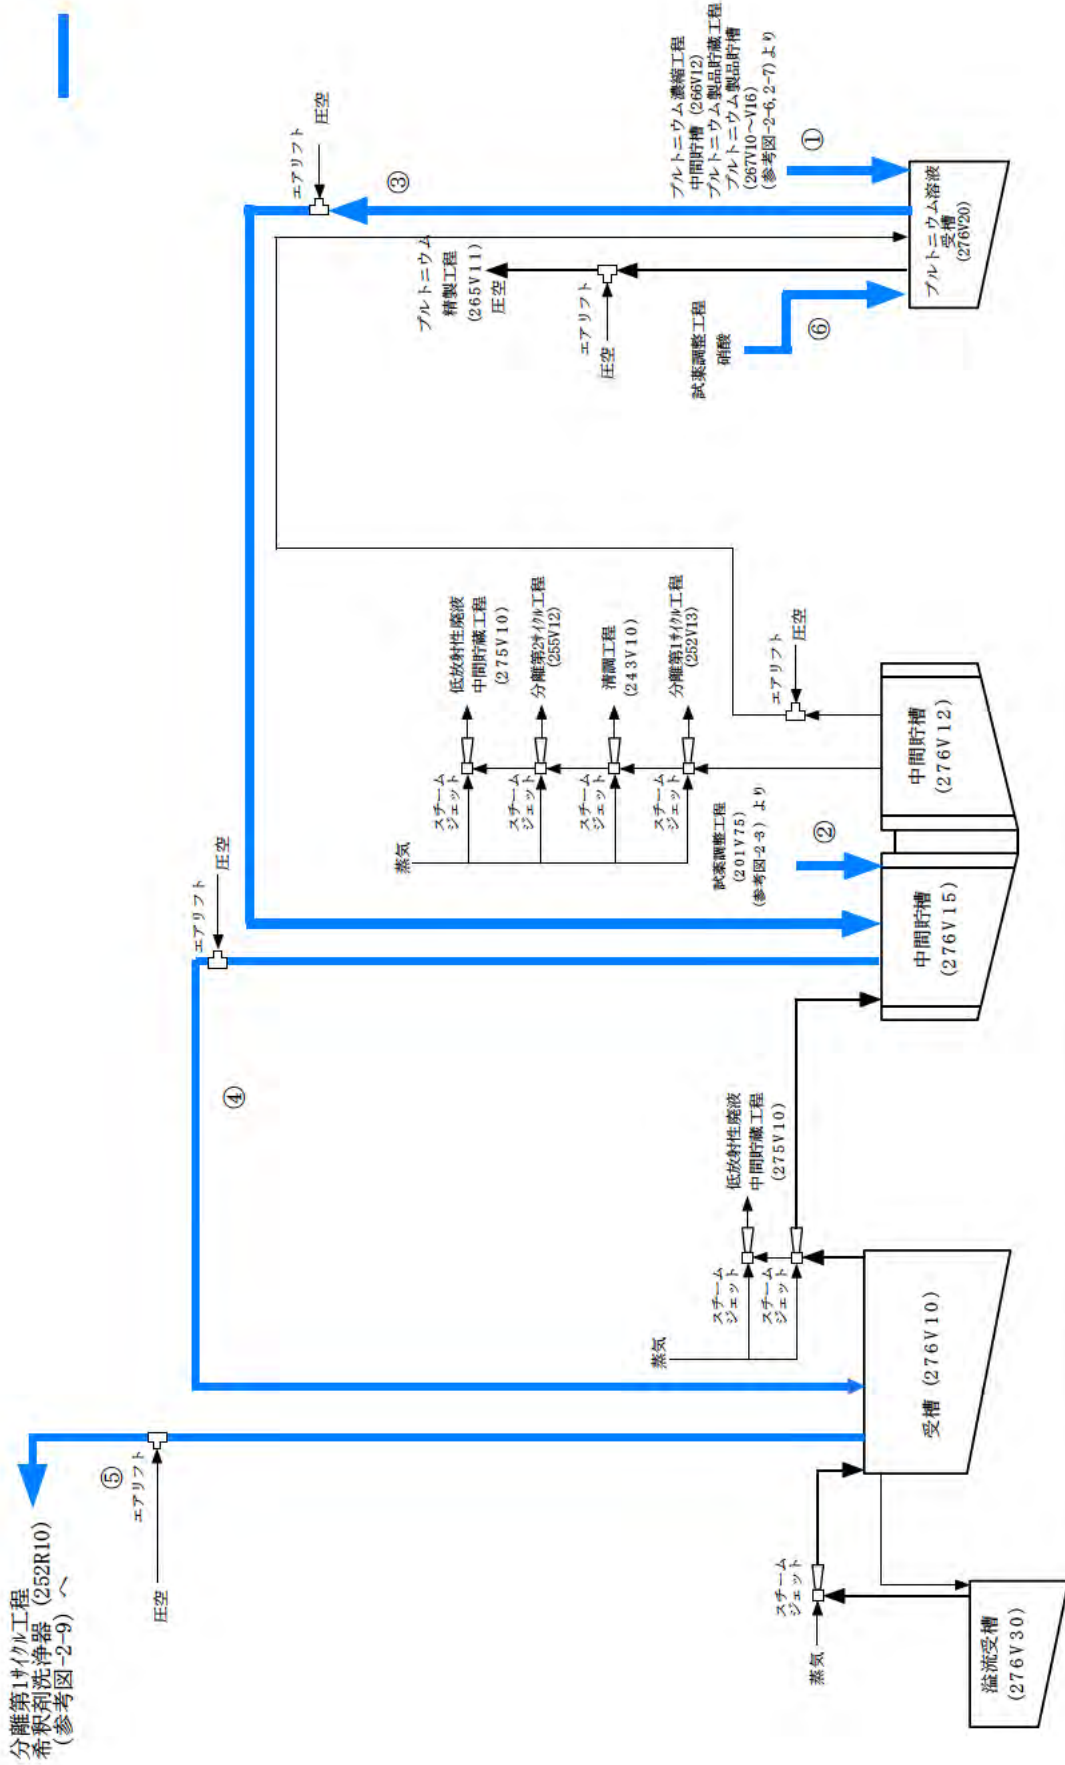 分離第1サイクル工程
希釈剤洗浄器 (252R10)
(参考図-2-9) へ
⑤
エアリフト
圧空
蒸気
スチーム
ジェット
溢流受槽
(276V30)
④
受槽 (276V10)
蒸気
スチーム
ジェット
スチーム
ジェット
低放射性廃液
中間貯蔵工程
(275V10)
エアリフト
圧空
中間貯槽
(276V15)
②
試薬調整工程
(201V75)
(参考図-2-3) より
蒸気
スチーム
ジェット
スチーム
ジェット
スチーム
ジェット
スチーム
ジェット
低放射性廃液
中間貯蔵工程
(275V10)
分離第2サイクル工程
(255V12)
清調工程
(243V10)
分離第1サイクル工程
(252V13)
エアリフト
圧空
中間貯槽
(276V12)
エアリフト
圧空
③
プルトニウム
精製工程
(265V11)
圧空
エアリフト
圧空
試薬調整工程
硝酸
⑥
プルトニウム濃縮工程
中間貯槽 (266V12)
プルトニウム製品貯蔵工程
プルトニウム製品貯槽
(267V10～V16)
(参考図-2-6,2-7) より
①
プルトニウム溶液
受槽
(276V20)